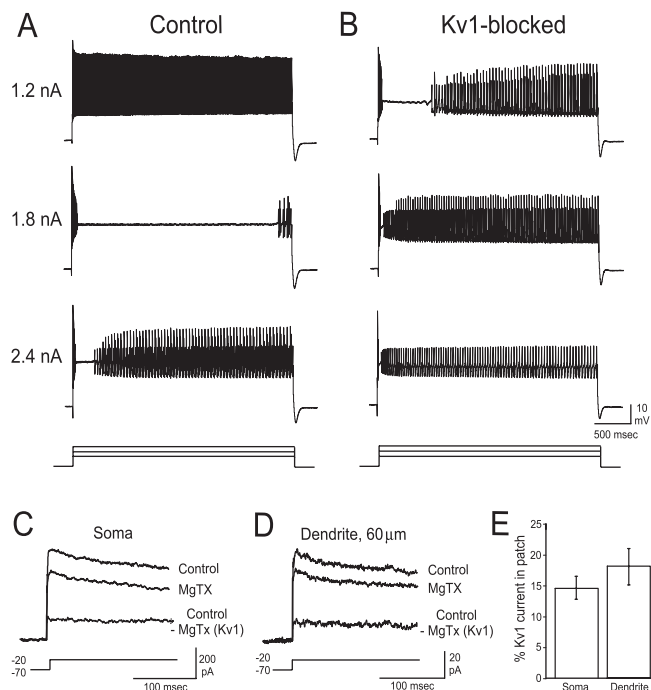 A Control
B Kv1-blocked
1.2 nA
1.8 nA
2.4 nA
10
mV
500 msec
C Soma
Control
MgTX
Control
- MgTx (Kv1)
-20
-70
200
pA
100 msec
D Dendrite, 60 μm
Control
MgTX
Control
- MgTx (Kv1)
-20
-70
20
pA
100 msec
E
% Kv1 current in patch
25
20
15
10
5
0
Soma
Dendrite